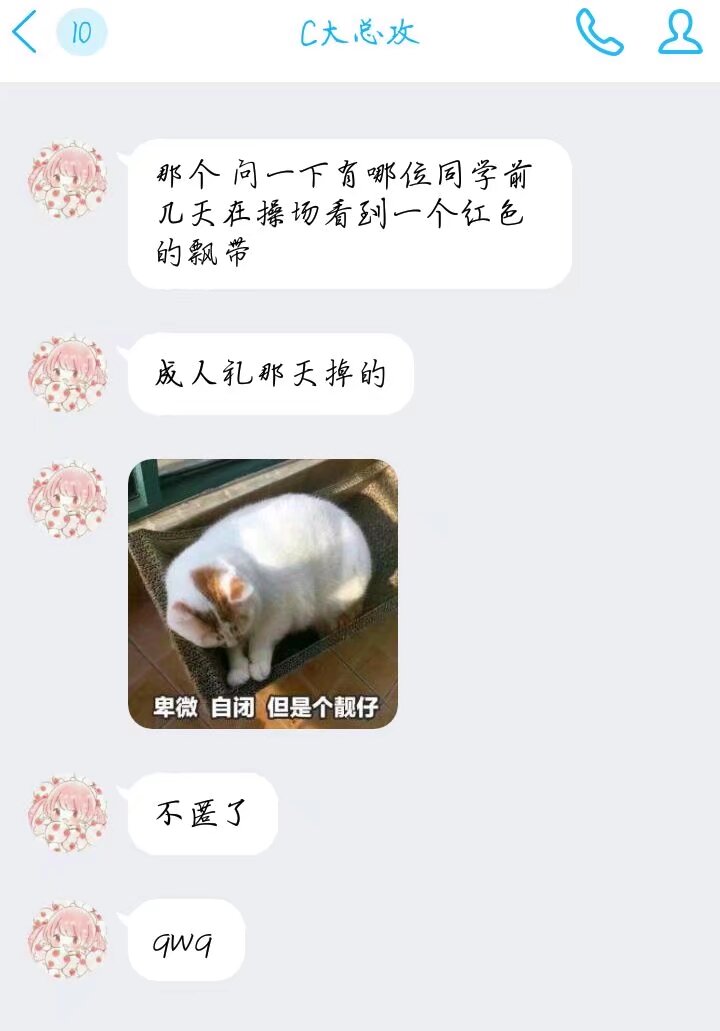 10
C大总攻
那个 问一下有哪位同学前
几天在操场看到一个红色
的飘带
成人礼那天掉的
卑微 自闭 但是个靓仔
不匿了
qwq